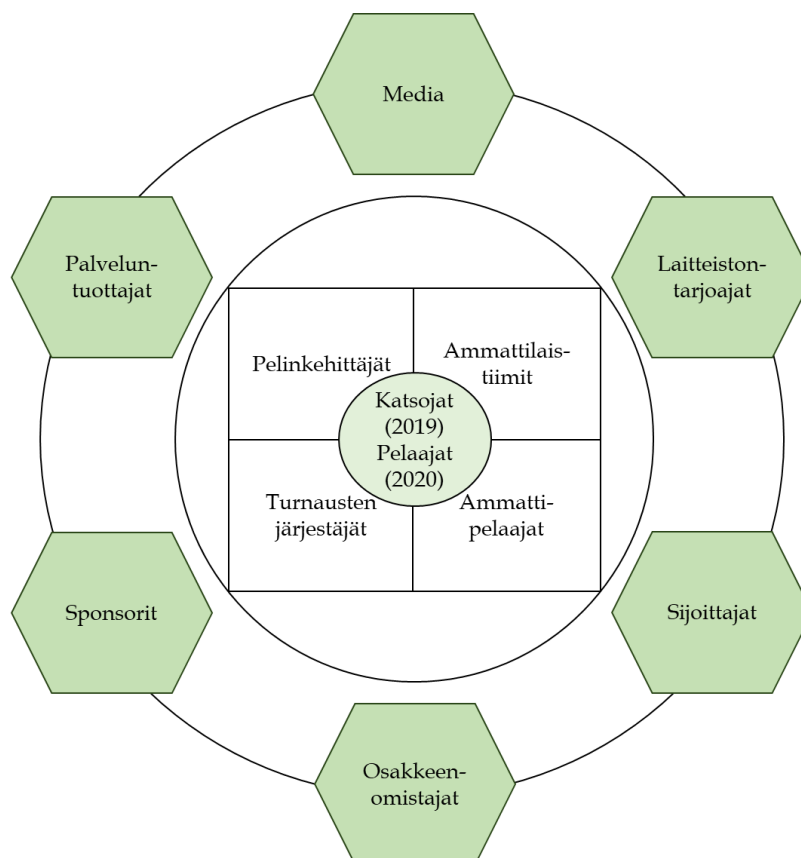 Media
Palvelun-
tuottajat
Laitteiston-
tarjoajat
Pelinkehittäjät
Ammattilais-
tiimit
Katsojat
(2019)
Pelaajat
(2020)
Turnausten
järjestäjät
Ammatti-
pelaajat
Sponsorit
Sijoittajat
Osakkeen-
omistajat